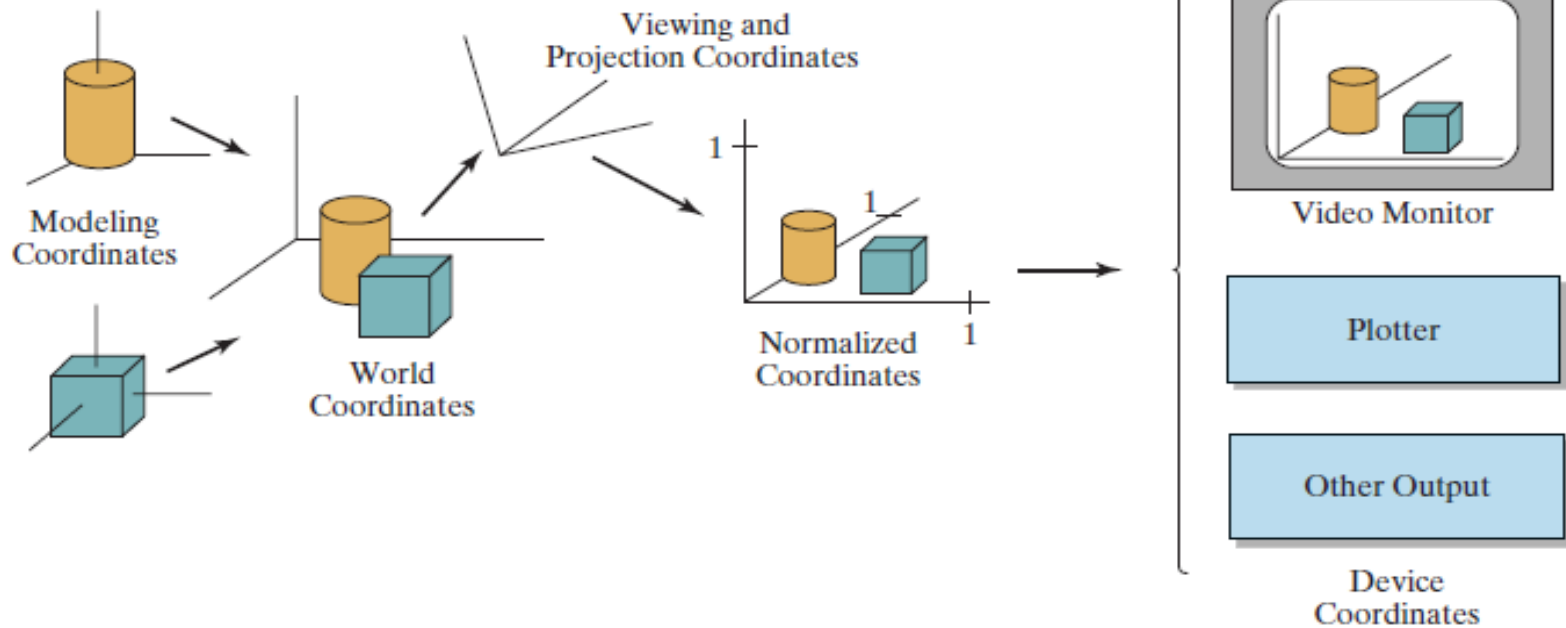 Modeling
Coordinates
World
Coordinates
Viewing and
Projection Coordinates
1
1
1
Normalized
Coordinates
Video Monitor
Plotter
Other Output
Device
Coordinates